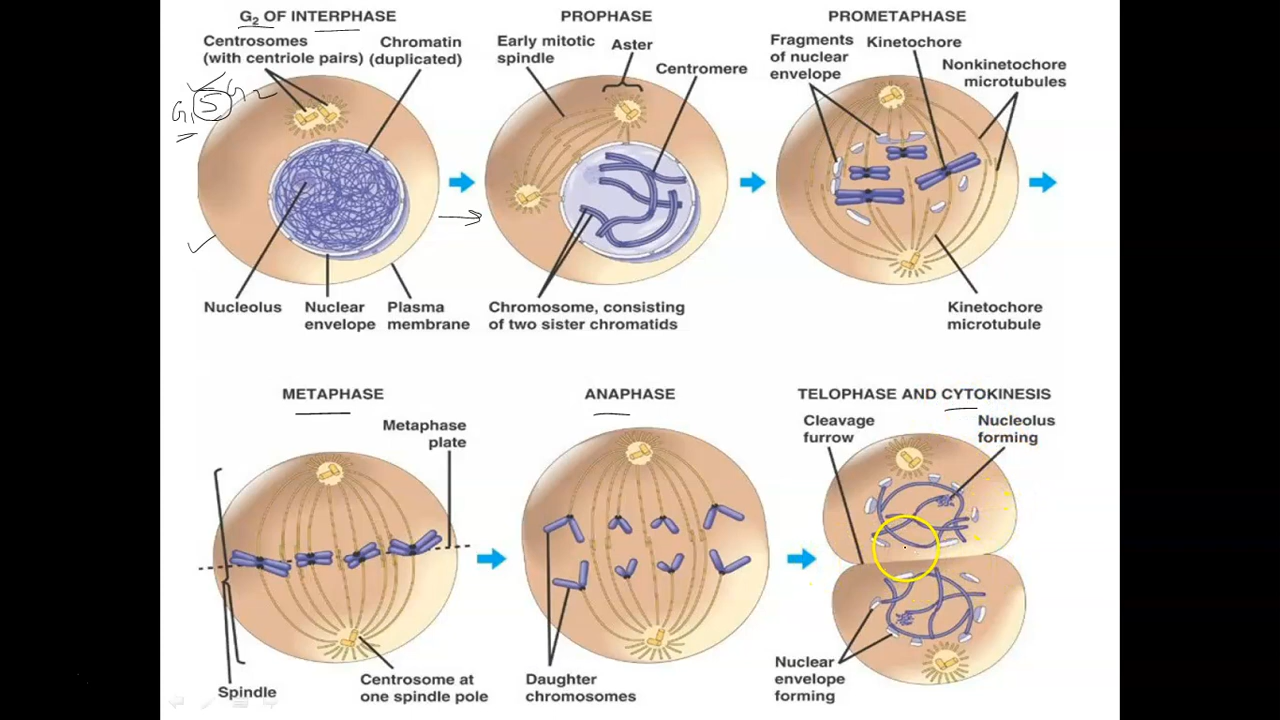 G₂ OF INTERPHASE
Centrosomes
(with centriole pairs)
Chromatin
(duplicated)
G₁ S G₂
Nucleolus
Nuclear
envelope
Plasma
membrane
PROPHASE
Early mitotic
spindle
Aster
Centromere
Chromosome, consisting
of two sister chromatids
PROMETAPHASE
Fragments
of nuclear
envelope
Kinetochore
Nonkinetochore
microtubules
Kinetochore
microtubule
METAPHASE
Metaphase
plate
Spindle
Centrosome at
one spindle pole
ANAPHASE
Daughter
chromosomes
TELOPHASE AND CYTOKINESIS
Cleavage
furrow
Nucleolus
forming
Nuclear
envelope
forming